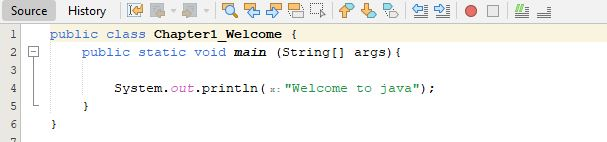 Source History
1 public class Chapter1_Welcome {
2 public static void main (String[] args){
3
4 System.out.println( x: "Welcome to java");
5 }
6 }